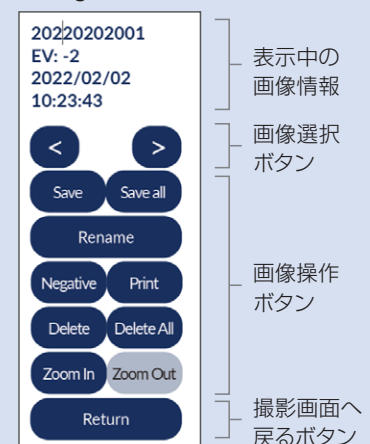 20220202001
EV: -2
2022/02/02
10:23:43
表示中の
画像情報
< >
画像選択
ボタン
Save Save all
Rename
Negative Print
画像操作
ボタン
Delete Delete All
Zoom In Zoom Out
Return
撮影画面へ
戻るボタン